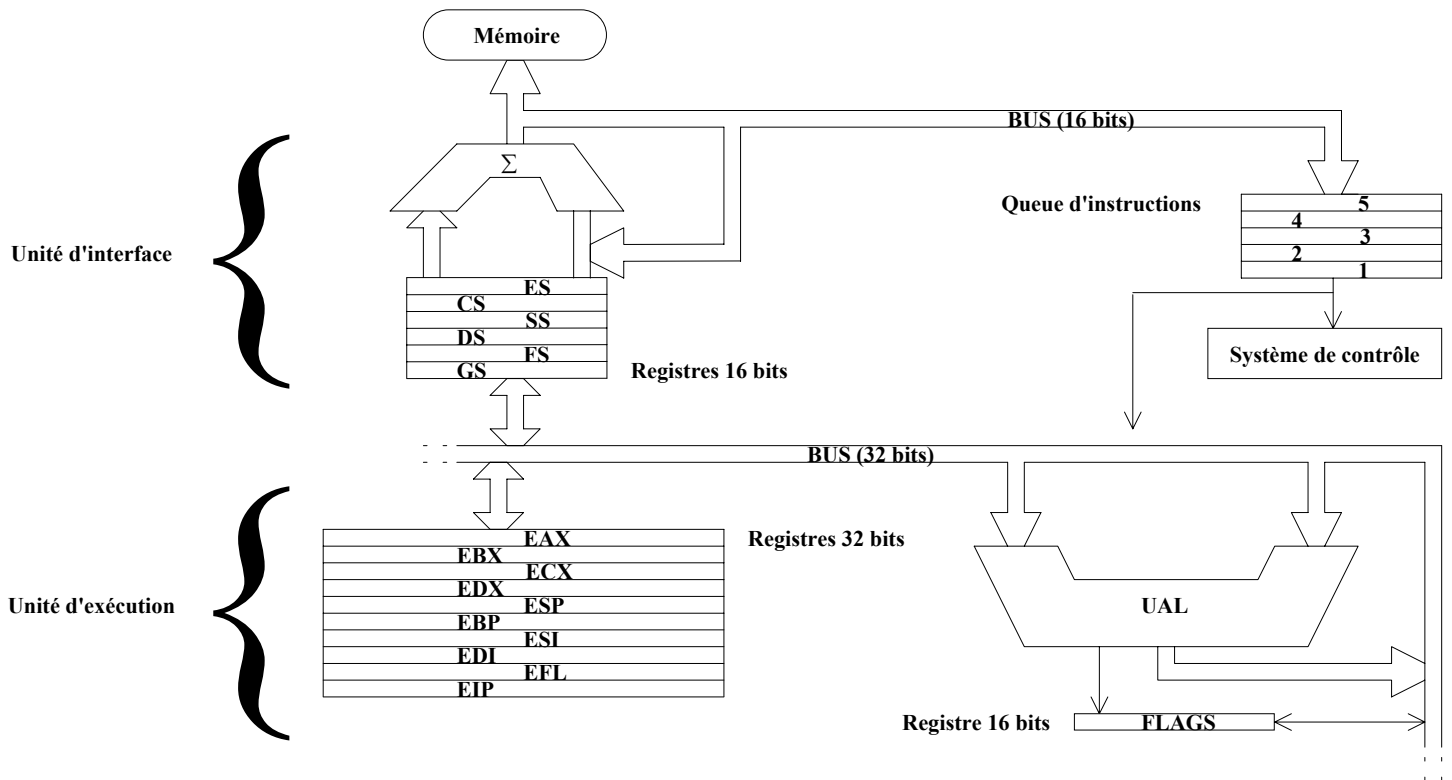 Mémoire
BUS (16 bits)
Σ
Queue d'instructions
5
4
3
2
1
Unité d'interface
ES
CS
SS
DS
FS
GS
Registres 16 bits
Système de contrôle
BUS (32 bits)
Unité d'exécution
EAX
EBX
ECX
EDX
ESP
EBP
ESI
EDI
EFL
EIP
Registres 32 bits
UAL
Registre 16 bits
FLAGS